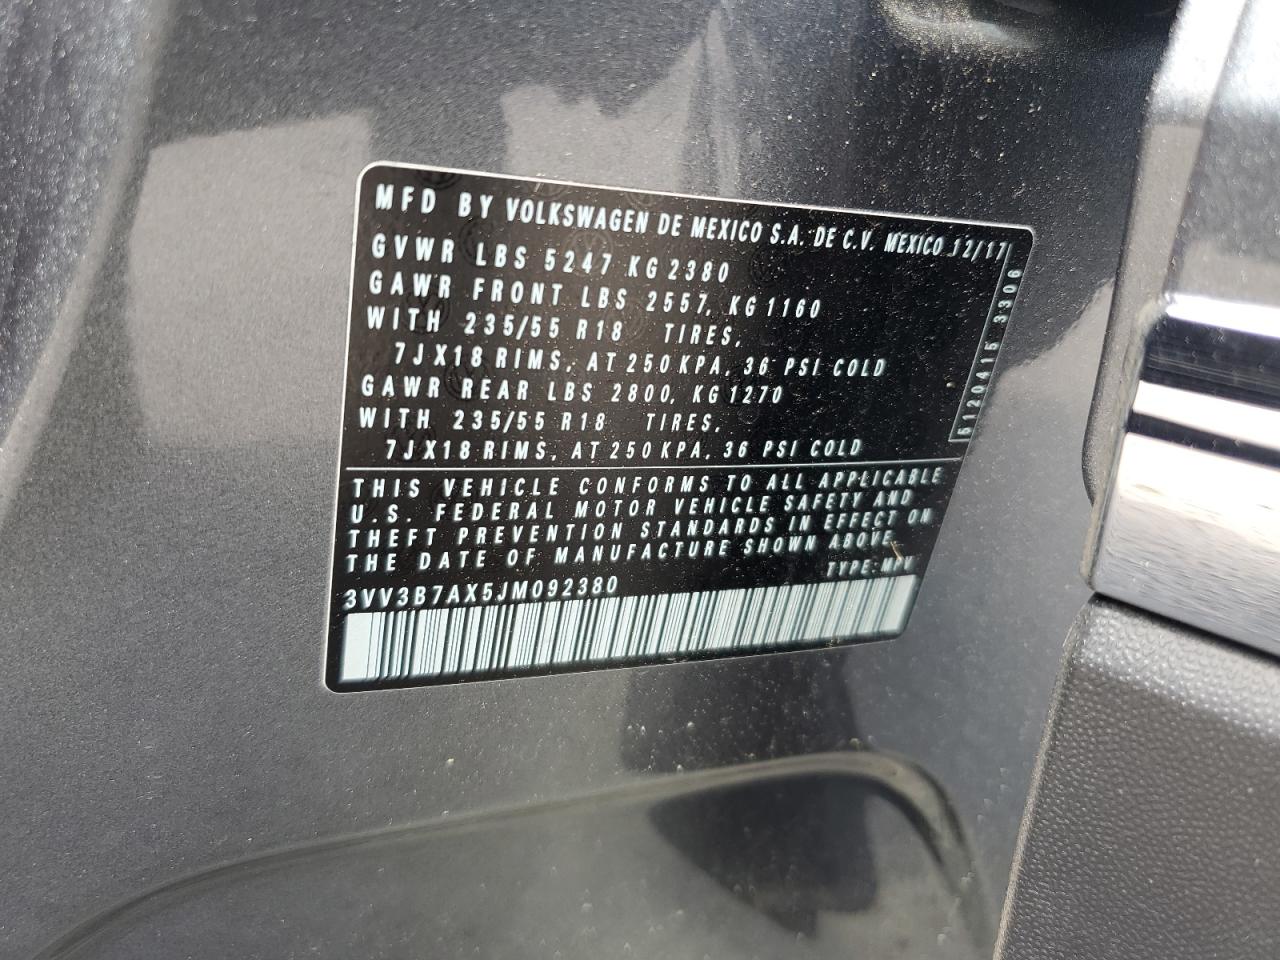 MFD BY VOLKSWAGEN DE MEXICO S.A. DE C.V. MEXICO 12/17
GVWR LBS 5247 KG 2380
GAWR FRONT LBS 2557, KG 1160
WITH 235/55 R18 TIRES,
7JX18 RIMS, AT 250 KPA, 36 PSI COLD
GAWR REAR LBS 2800, KG 1270
WITH 235/55 R18 TIRES,
7JX18 RIMS, AT 250 KPA, 36 PSI COLD
5120415 3306
THIS VEHICLE CONFORMS TO ALL APPLICABLE
U.S. FEDERAL MOTOR VEHICLE SAFETY AND
THEFT PREVENTION STANDARDS IN EFFECT ON
THE DATE OF MANUFACTURE SHOWN ABOVE
TYPE: MPV
3VV3B7AX5JM092380